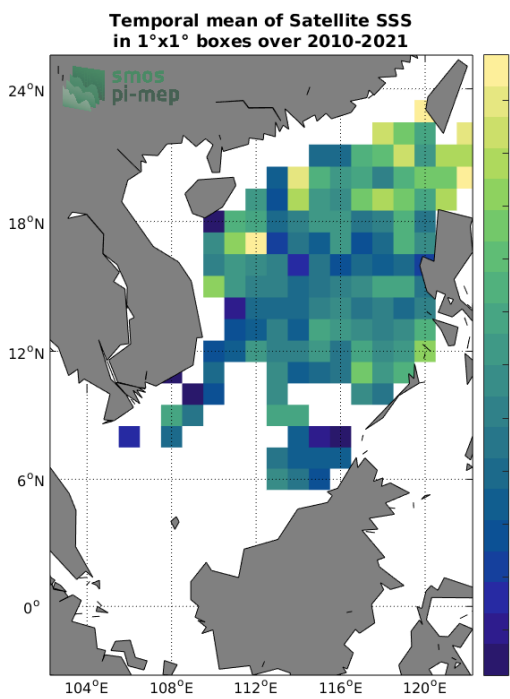 Temporal mean of Satellite SSS
in 1°x1° boxes over 2010-2021
smos
pi-mep
24°N
18°N
12°N
6°N
0°
104°E 108°E 112°E 116°E 120°E